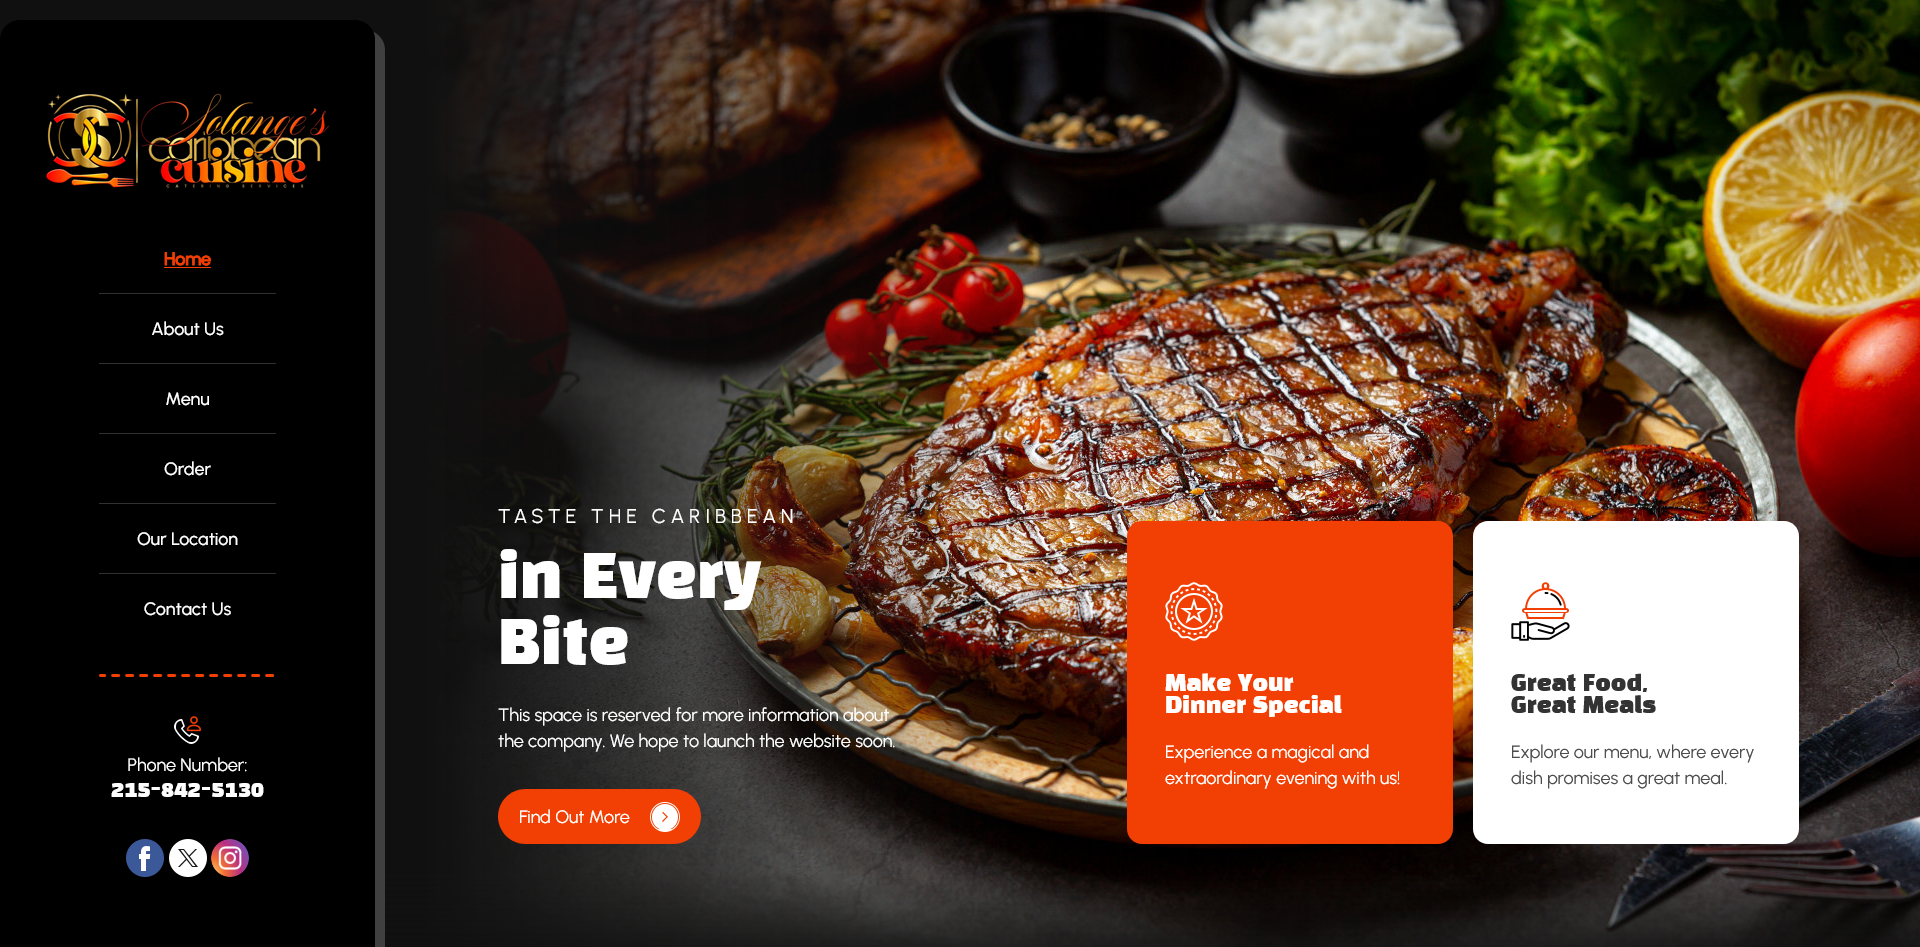 Solange's
caribbean
cuisine
CATERING SERVICES
Home
About Us
Menu
Order
Our Location
Contact Us
Phone Number:
215-842-5130
TASTE THE CARIBBEAN
in Every
Bite
This space is reserved for more information about
the company. We hope to launch the website soon.
Find Out More
Make Your
Dinner Special
Experience a magical and
extraordinary evening with us!
Great Food,
Great Meals
Explore our menu, where every
dish promises a great meal.